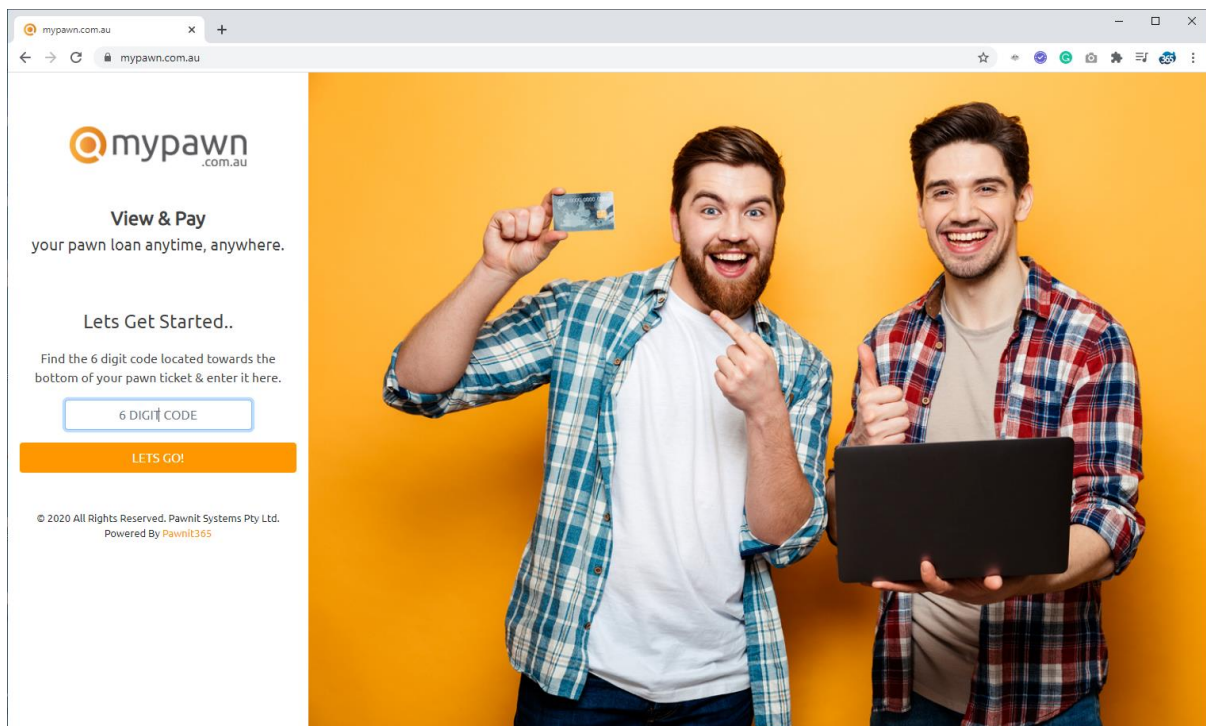 mypawn.com.au
mypawn.com.au
365
mypawn
.com.au
View & Pay
your pawn loan anytime, anywhere.
Lets Get Started..
Find the 6 digit code located towards the
bottom of your pawn ticket & enter it here.
6 DIGIT CODE
LETS GO!
© 2020 All Rights Reserved. Pawnit Systems Pty Ltd.
Powered By Pawnit365